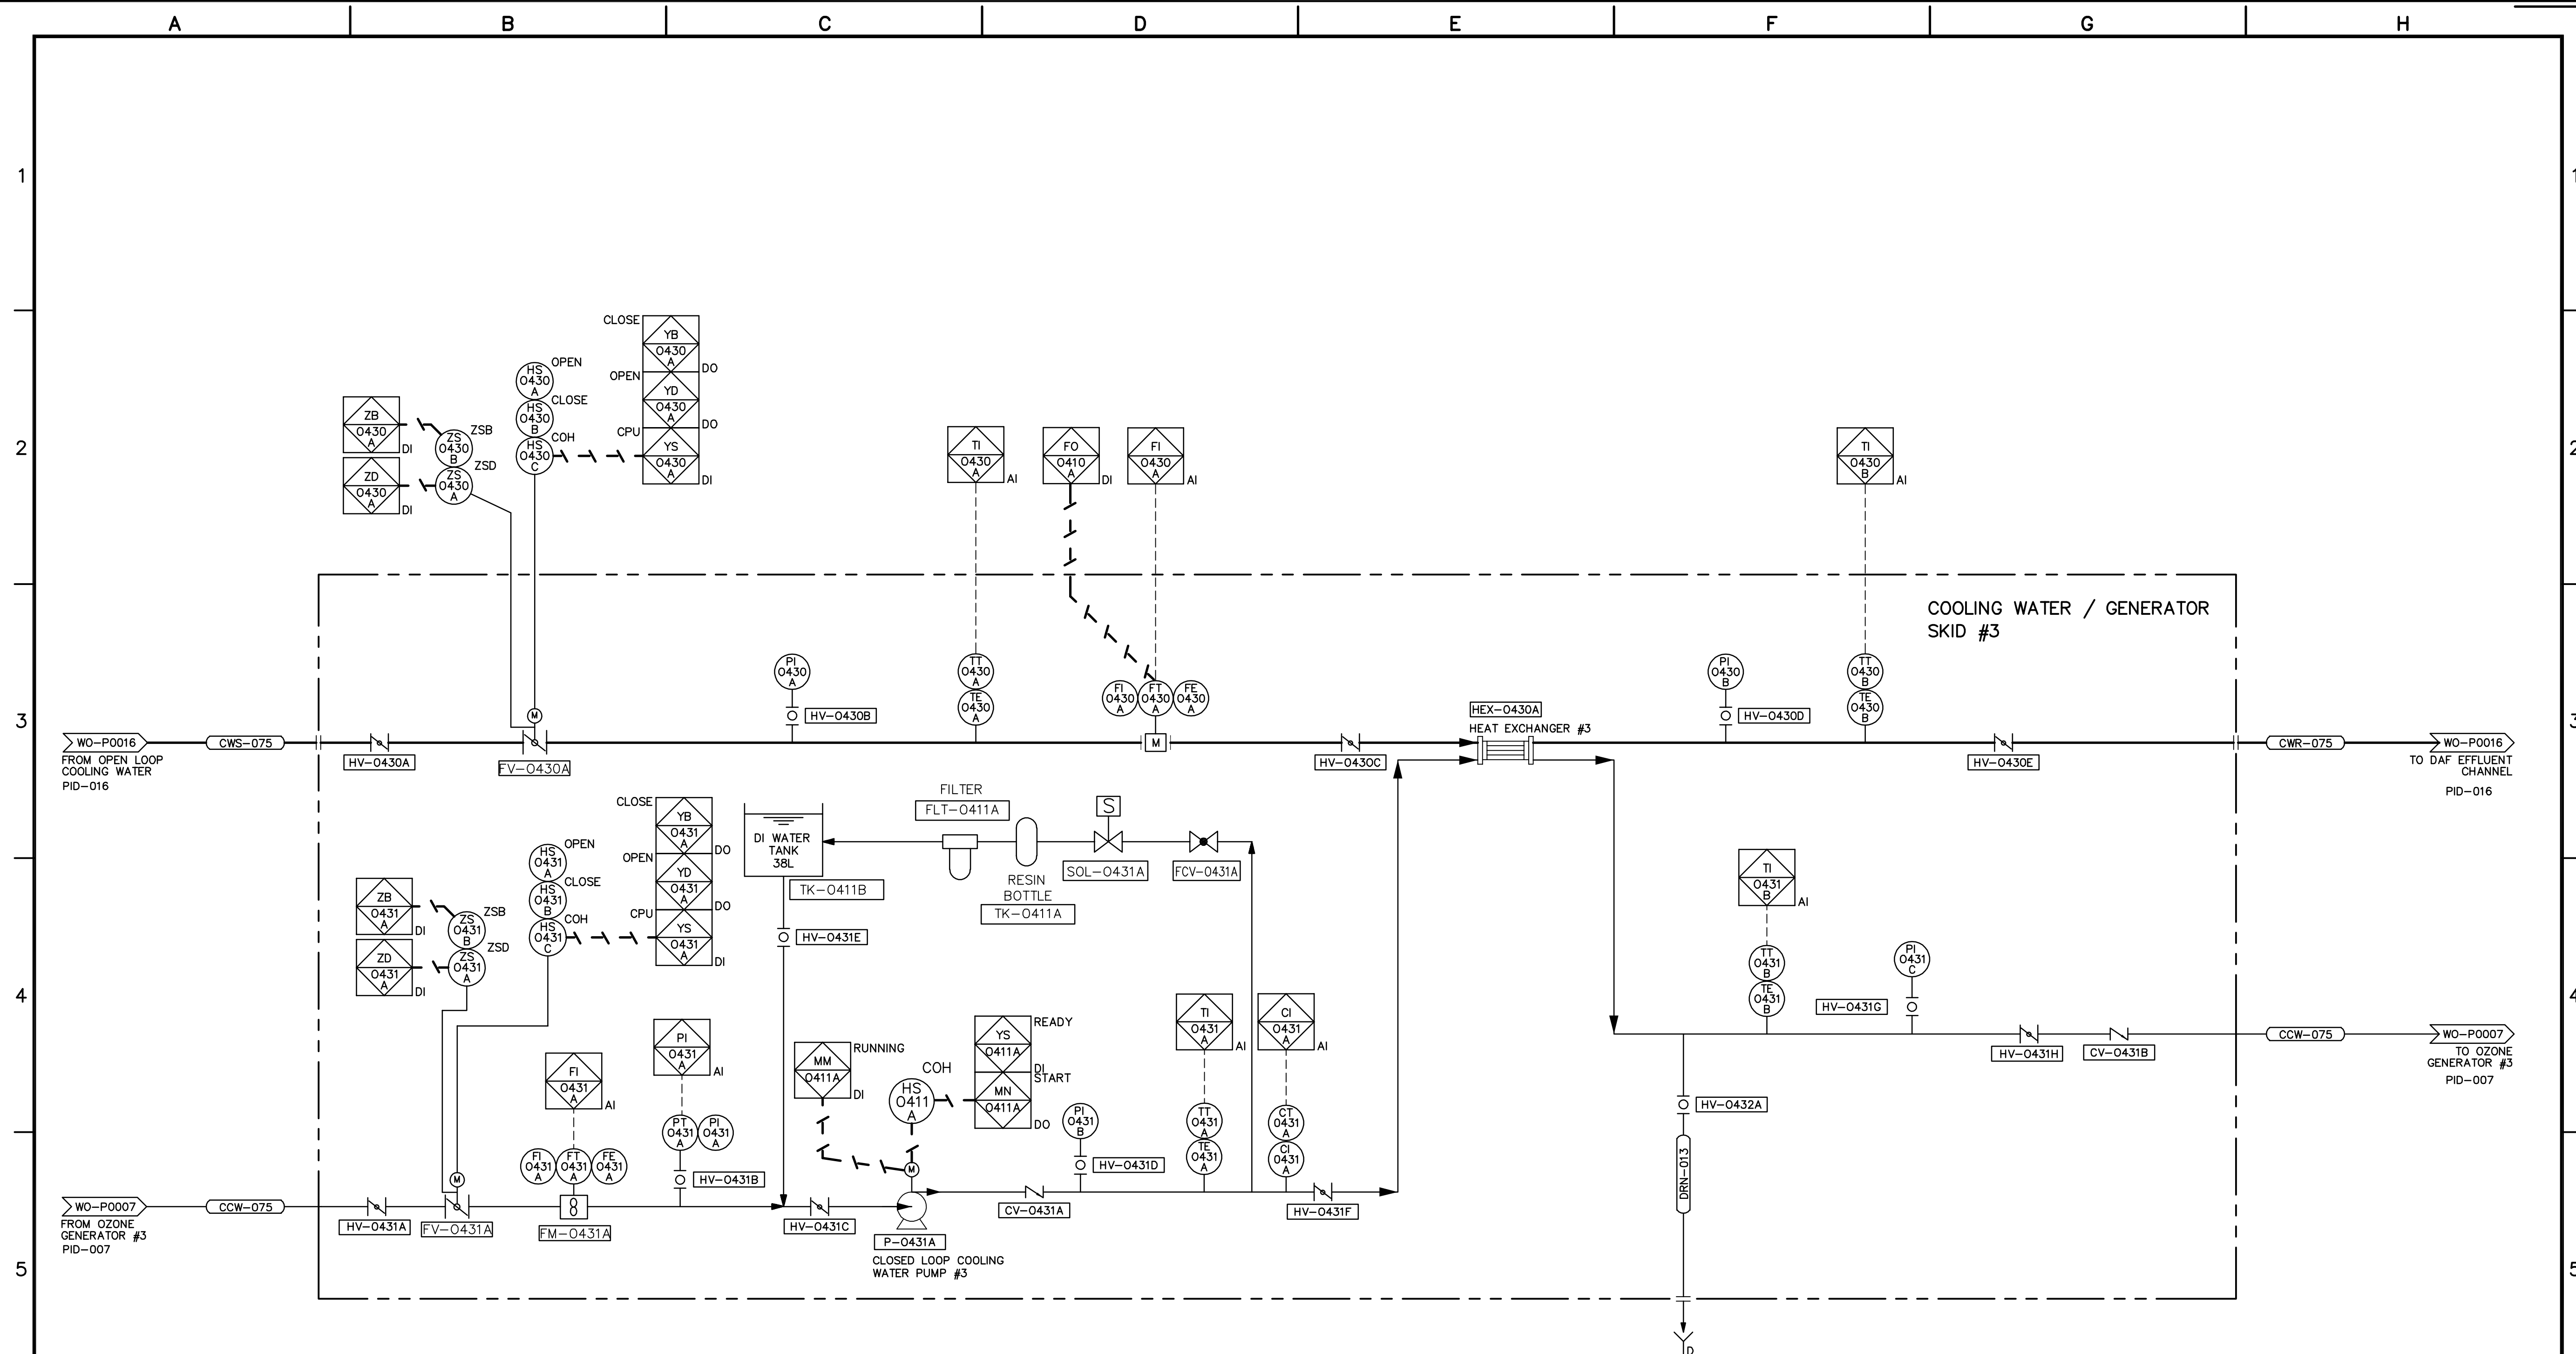 A B C D E F G H
1 1
CLOSE
YB
0430
A
DO
OPEN
YD
0430
A
DO
CPU
YS
0430
A
DI
HS
0430
A
OPEN
HS
0430
B
CLOSE
HS
0430
C
COH
ZB
0430
A
DI
ZD
0430
A
DI
ZS
0430
B
ZSB
ZS
0430
A
ZSD
2 2
TI
0430
A
AI
FO
0410
A
DI
FI
0430
A
AI
TI
0430
B
AI
COOLING WATER / GENERATOR
SKID #3
3 3
PI
0430
A
HV-0430B
TT
0430
A
TE
0430
A
FI
0430
A
FT
0430
A
FE
0430
A
M
PI
0430
B
HV-0430D
TT
0430
B
TE
0430
B
HEX-0430A
HEAT EXCHANGER #3
WO-P0016
FROM OPEN LOOP
COOLING WATER
PID-016
CWS-075
HV-0430A
M
FV-0430A
HV-0430C
HV-0430E
CWR-075
WO-P0016
TO DAF EFFLUENT
CHANNEL
PID-016
CLOSE
YB
0431
A
DO
OPEN
YD
0431
A
DO
CPU
YS
0431
A
DI
HS
0431
A
OPEN
HS
0431
B
CLOSE
HS
0431
C
COH
ZB
0431
A
DI
ZD
0431
A
DI
ZS
0431
B
ZSB
ZS
0431
A
ZSD
DI WATER
TANK
38L
TK-0411B
HV-0431E
FILTER
FLT-0411A
RESIN
BOTTLE
TK-0411A
S
SOL-0431A
FCV-0431A
TI
0431
B
AI
TT
0431
B
TE
0431
B
PI
0431
C
HV-0431G
4 4
HV-0431H
CV-0431B
CCW-075
WO-P0007
TO OZONE
GENERATOR #3
PID-007
FI
0431
A
AI
PI
0431
A
AI
MM
0411A
RUNNING
DI
COH
HS
0411
A
YS
0411A
READY
DI
MN
0411A
START
DO
TI
0431
A
AI
CI
0431
A
AI
FI
0431
A
FT
0431
A
FE
0431
A
PT
0431
A
PI
0431
A
HV-0431B
PI
0431
B
HV-0431D
TT
0431
A
TE
0431
A
CT
0431
A
CI
0431
A
HV-0432A
DRN-013
WO-P0007
FROM OZONE
GENERATOR #3
PID-007
CCW-075
HV-0431A
M
FV-0431A
8
FM-0431A
HV-0431C
M
P-0431A
CLOSED LOOP COOLING
WATER PUMP #3
CV-0431A
HV-0431F
5 5
D